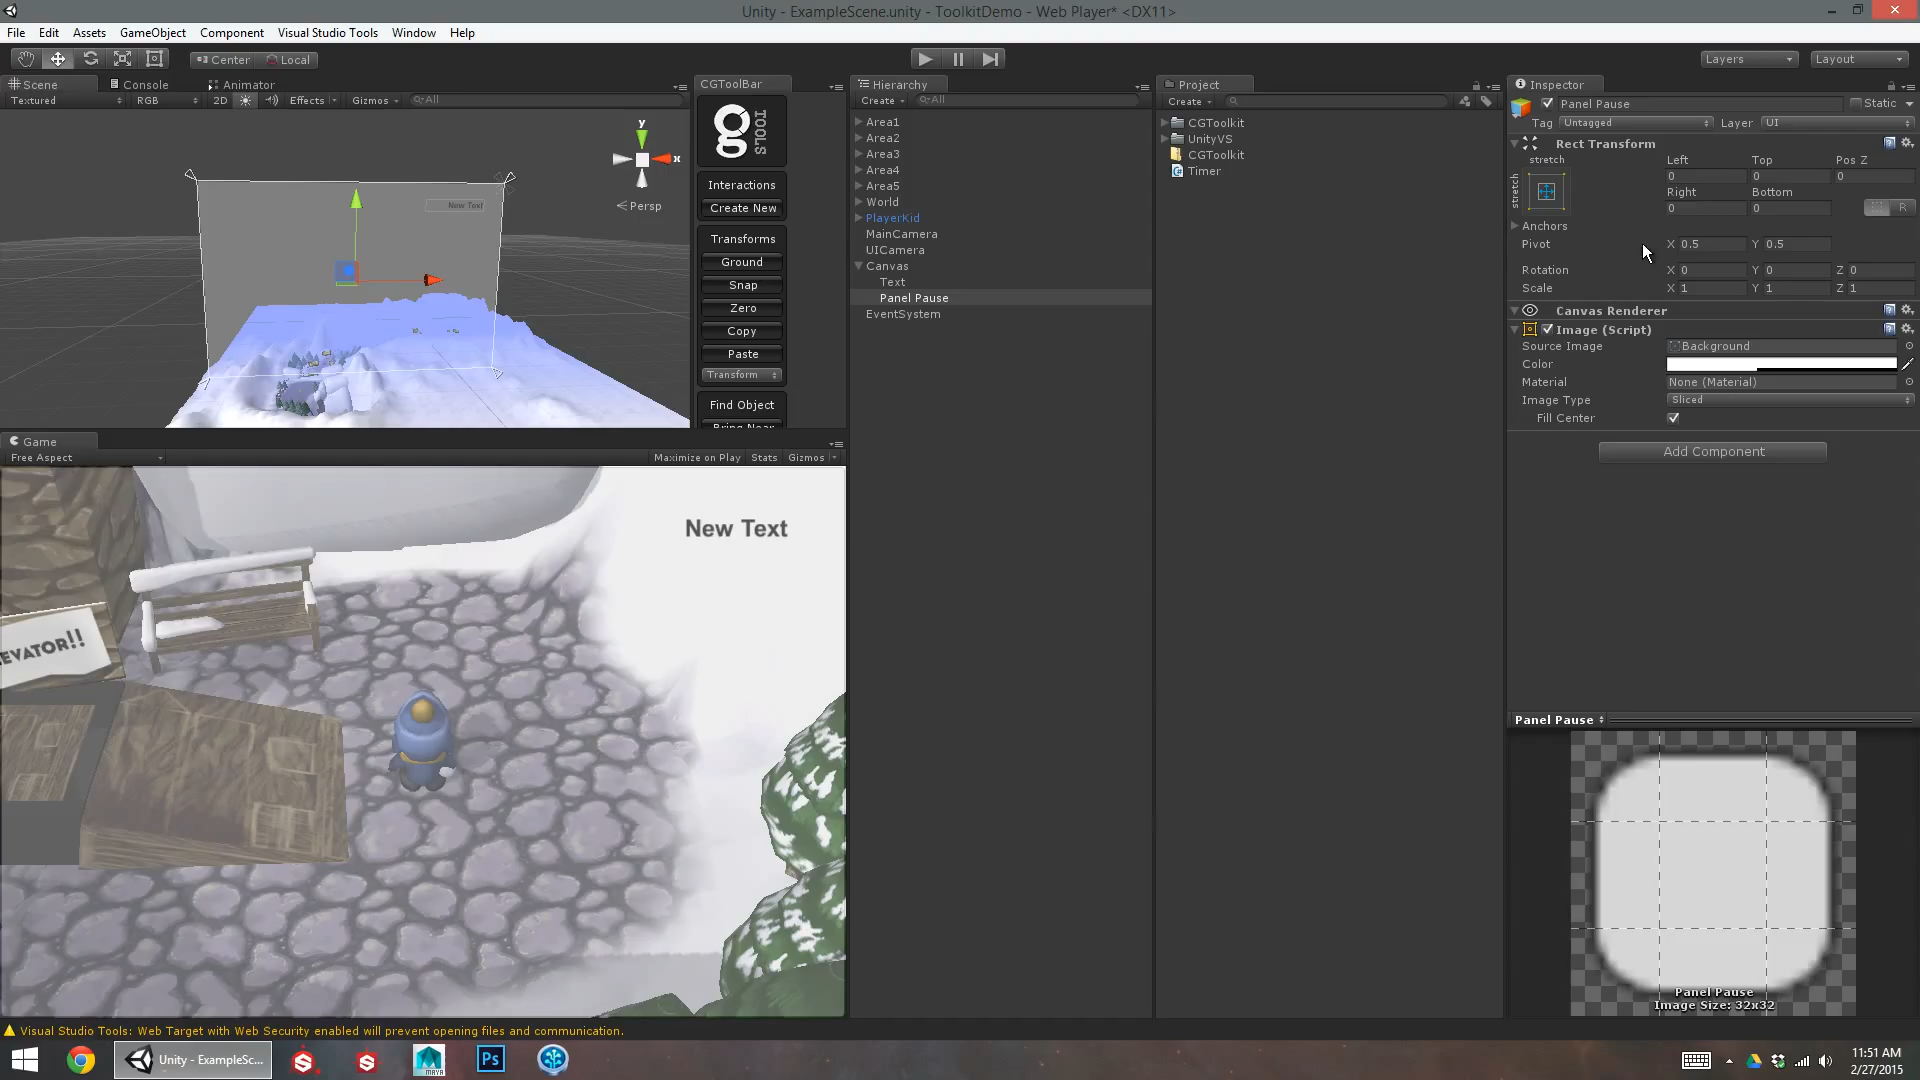 Unity - ExampleScene.unity - ToolkitDemo - Web Player* <DX11>
File Edit Assets GameObject Component Visual Studio Tools Window Help
Center Local Layers Layout
Scene Console Animator
Textured RGB 2D Effects Gizmos All
y
x
Persp
New Text
CGToolBar
g TOOLS
Interactions
Create New
Transforms
Ground
Snap
Zero
Copy
Paste
Transform
Find Object
Bring Near
Game
Free Aspect Maximize on Play Stats Gizmos
New Text
EVATOR!!
Hierarchy
Create All
Area1
Area2
Area3
Area4
Area5
World
PlayerKid
MainCamera
UICamera
Canvas
Text
Panel Pause
EventSystem
Project
Create
CGToolkit
UnityVS
CGToolkit
Timer
Inspector
Panel Pause Static
Tag Untagged Layer UI
Rect Transform
stretch Left Top Pos Z
stretch 0 0 0
Right Bottom
0 0 R
Anchors
Pivot X 0.5 Y 0.5
Rotation X 0 Y 0 Z 0
Scale X 1 Y 1 Z 1
Canvas Renderer
Image (Script)
Source Image Background
Color
Material None (Material)
Image Type Sliced
Fill Center
Add Component
Panel Pause
Panel Pause
Image Size: 32x32
Visual Studio Tools: Web Target with Web Security enabled will prevent opening files and communication.
Unity - ExampleSc...
MAYA
Ps
11:51 AM
2/27/2015